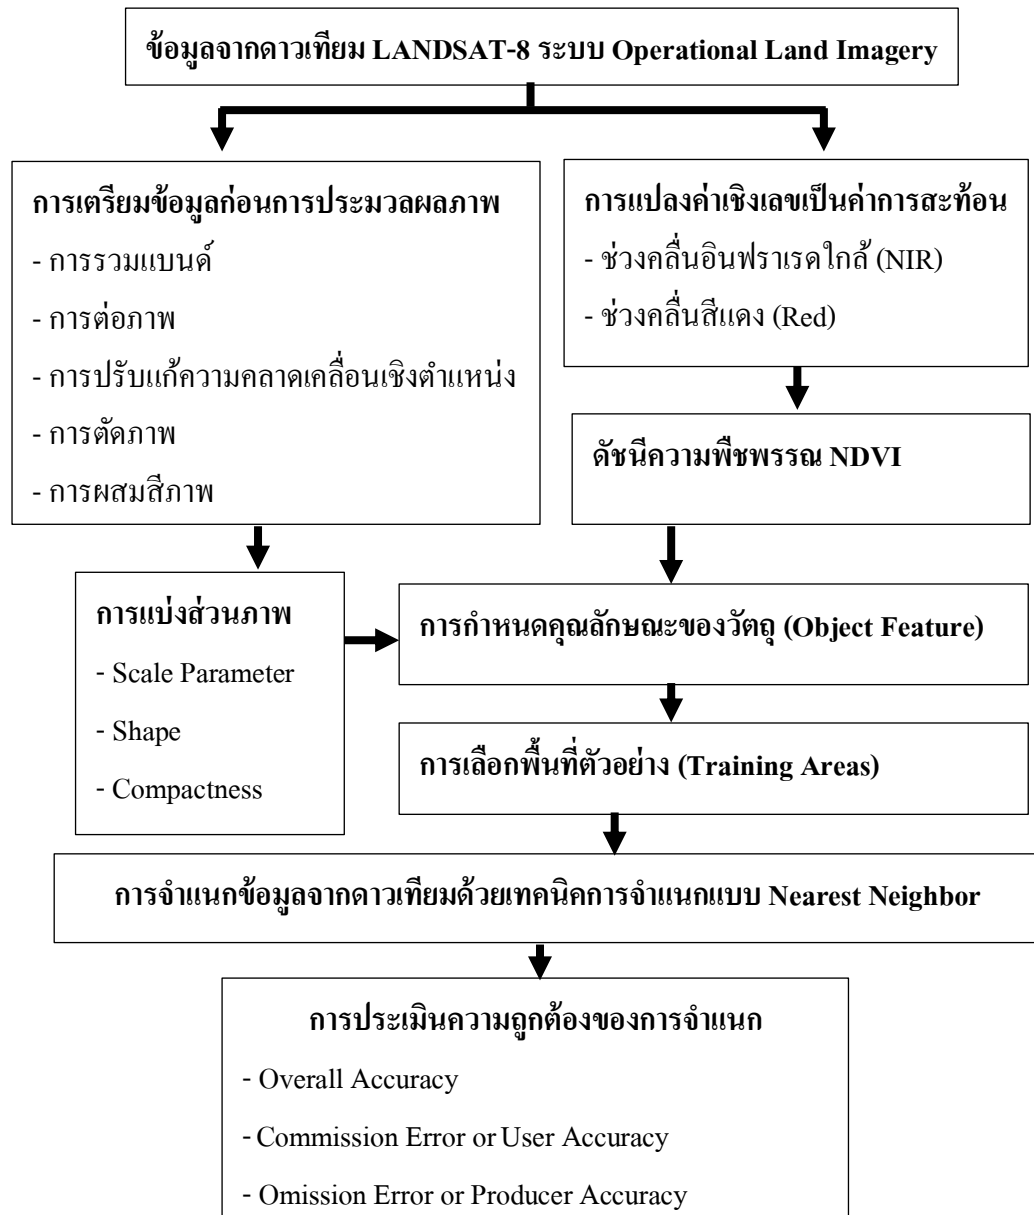 ข้อมูลจากดาวเทียม LANDSAT-8 ระบบ Operational Land Imagery
การเตรียมข้อมูลก่อนการประมวลผลภาพ
- การรวมแบนด์
- การต่อภาพ
- การปรับแก้ความคลาดเคลื่อนเชิงตำแหน่ง
- การตัดภาพ
- การผสมสีภาพ
การแปลงค่าเชิงเลขเป็นค่าการสะท้อน
- ช่วงคลื่นอินฟราเรดใกล้ (NIR)
- ช่วงคลื่นสีแดง (Red)
ดัชนีความพืชพรรณ NDVI
การแบ่งส่วนภาพ
- Scale Parameter
- Shape
- Compactness
การกำหนดคุณลักษณะของวัตถุ (Object Feature)
การเลือกพื้นที่ตัวอย่าง (Training Areas)
การจำแนกข้อมูลจากดาวเทียมด้วยเทคนิคการจำแนกแบบ Nearest Neighbor
การประเมินความถูกต้องของการจำแนก
- Overall Accuracy
- Commission Error or User Accuracy
- Omission Error or Producer Accuracy